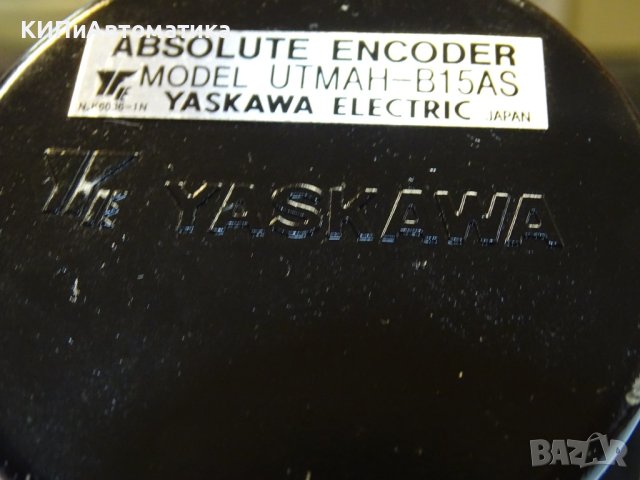 КИПиАвтоматика
ABSOLUTE ENCODER
MODEL UTMAH-B15AS
YASKAWA ELECTRIC JAPAN
YASKAWA
BAZAR